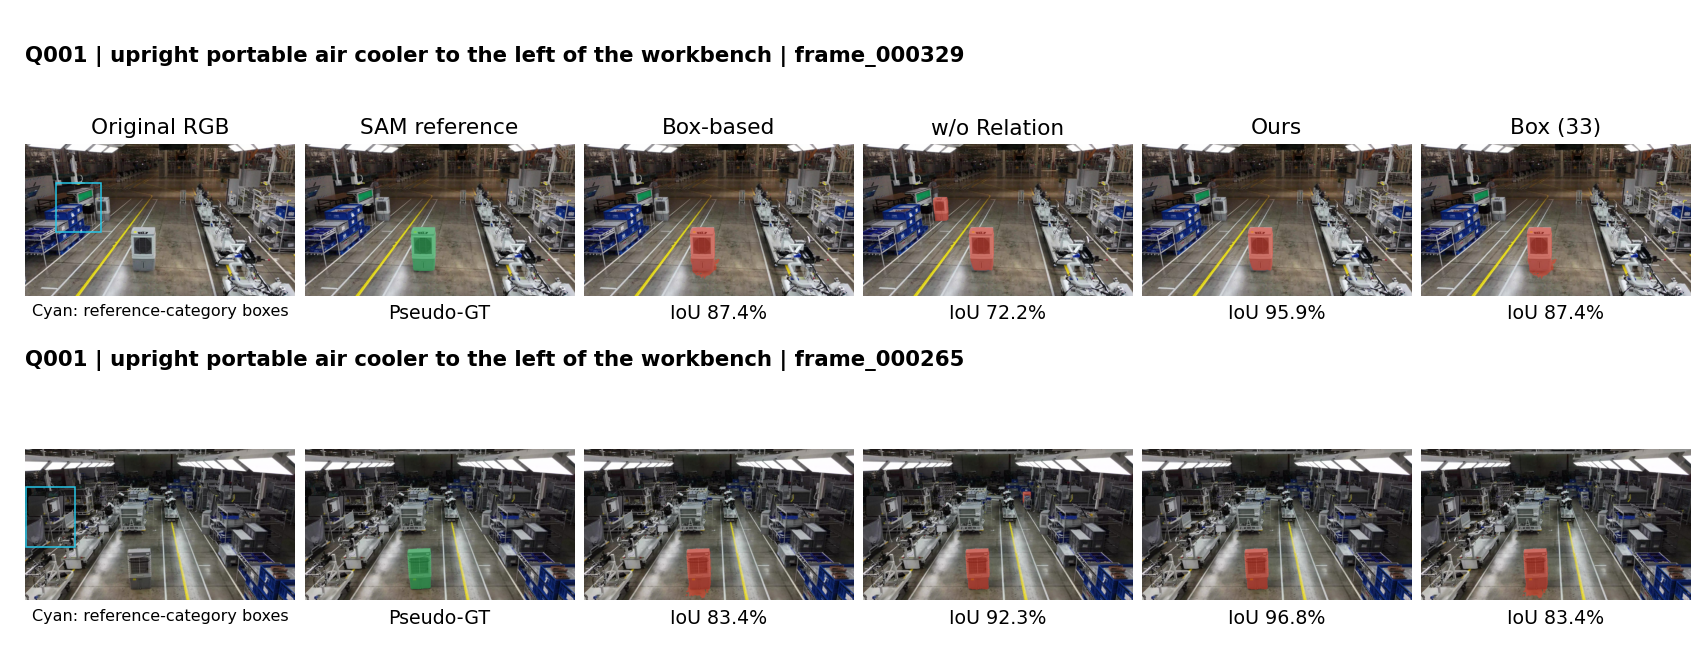 Q001 | upright portable air cooler to the left of the workbench | frame_000329
Original RGB SAM reference Box-based w/o Relation Ours Box (33)
Cyan: reference-category boxes Pseudo-GT IoU 87.4% IoU 72.2% IoU 95.9% IoU 87.4%
Q001 | upright portable air cooler to the left of the workbench | frame_000265
Cyan: reference-category boxes Pseudo-GT IoU 83.4% IoU 92.3% IoU 96.8% IoU 83.4%